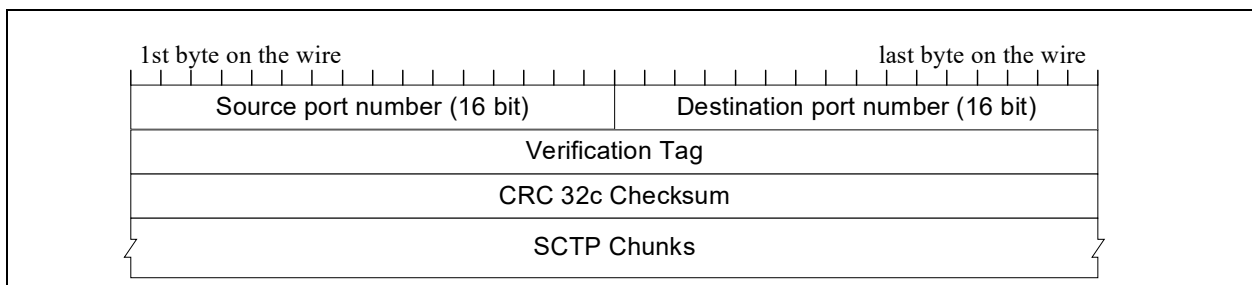 1st byte on the wire last byte on the wire
Source port number (16 bit) Destination port number (16 bit)
Verification Tag
CRC 32c Checksum
SCTP Chunks